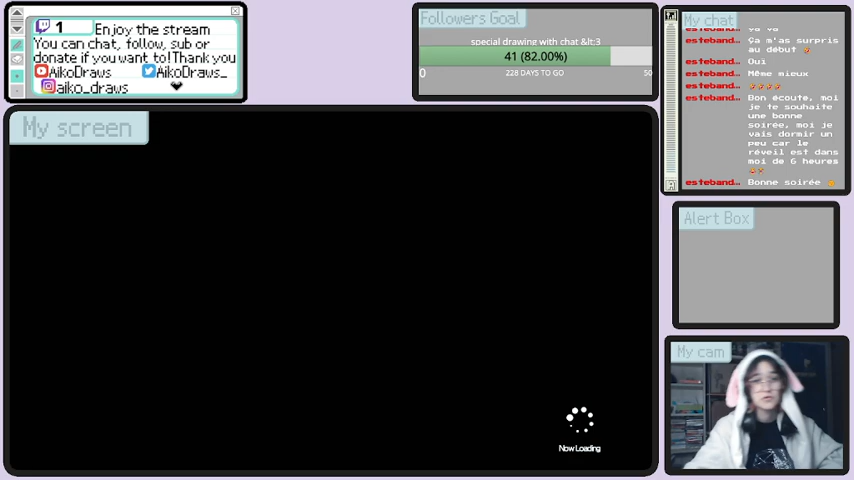 1 Enjoy the stream
You can chat, follow, sub or
donate if you want to!Thank you
AikoDraws AikoDraws_
aiko_draws
Followers Goal
special drawing with chat &lt;3
41 (82.00%)
0 228 DAYS TO GO 50
My chat
esteband… Ça m'as surpris
au début
esteband… Oui
esteband… Même mieux
esteband…
esteband… Bon écoute, moi
je te souhaite
une bonne
soirée, moi je
vais dormir un
peu car le
réveil est dans
moi de 6 heures
esteband… Bonne soirée
My screen
Now Loading
Alert Box
My cam